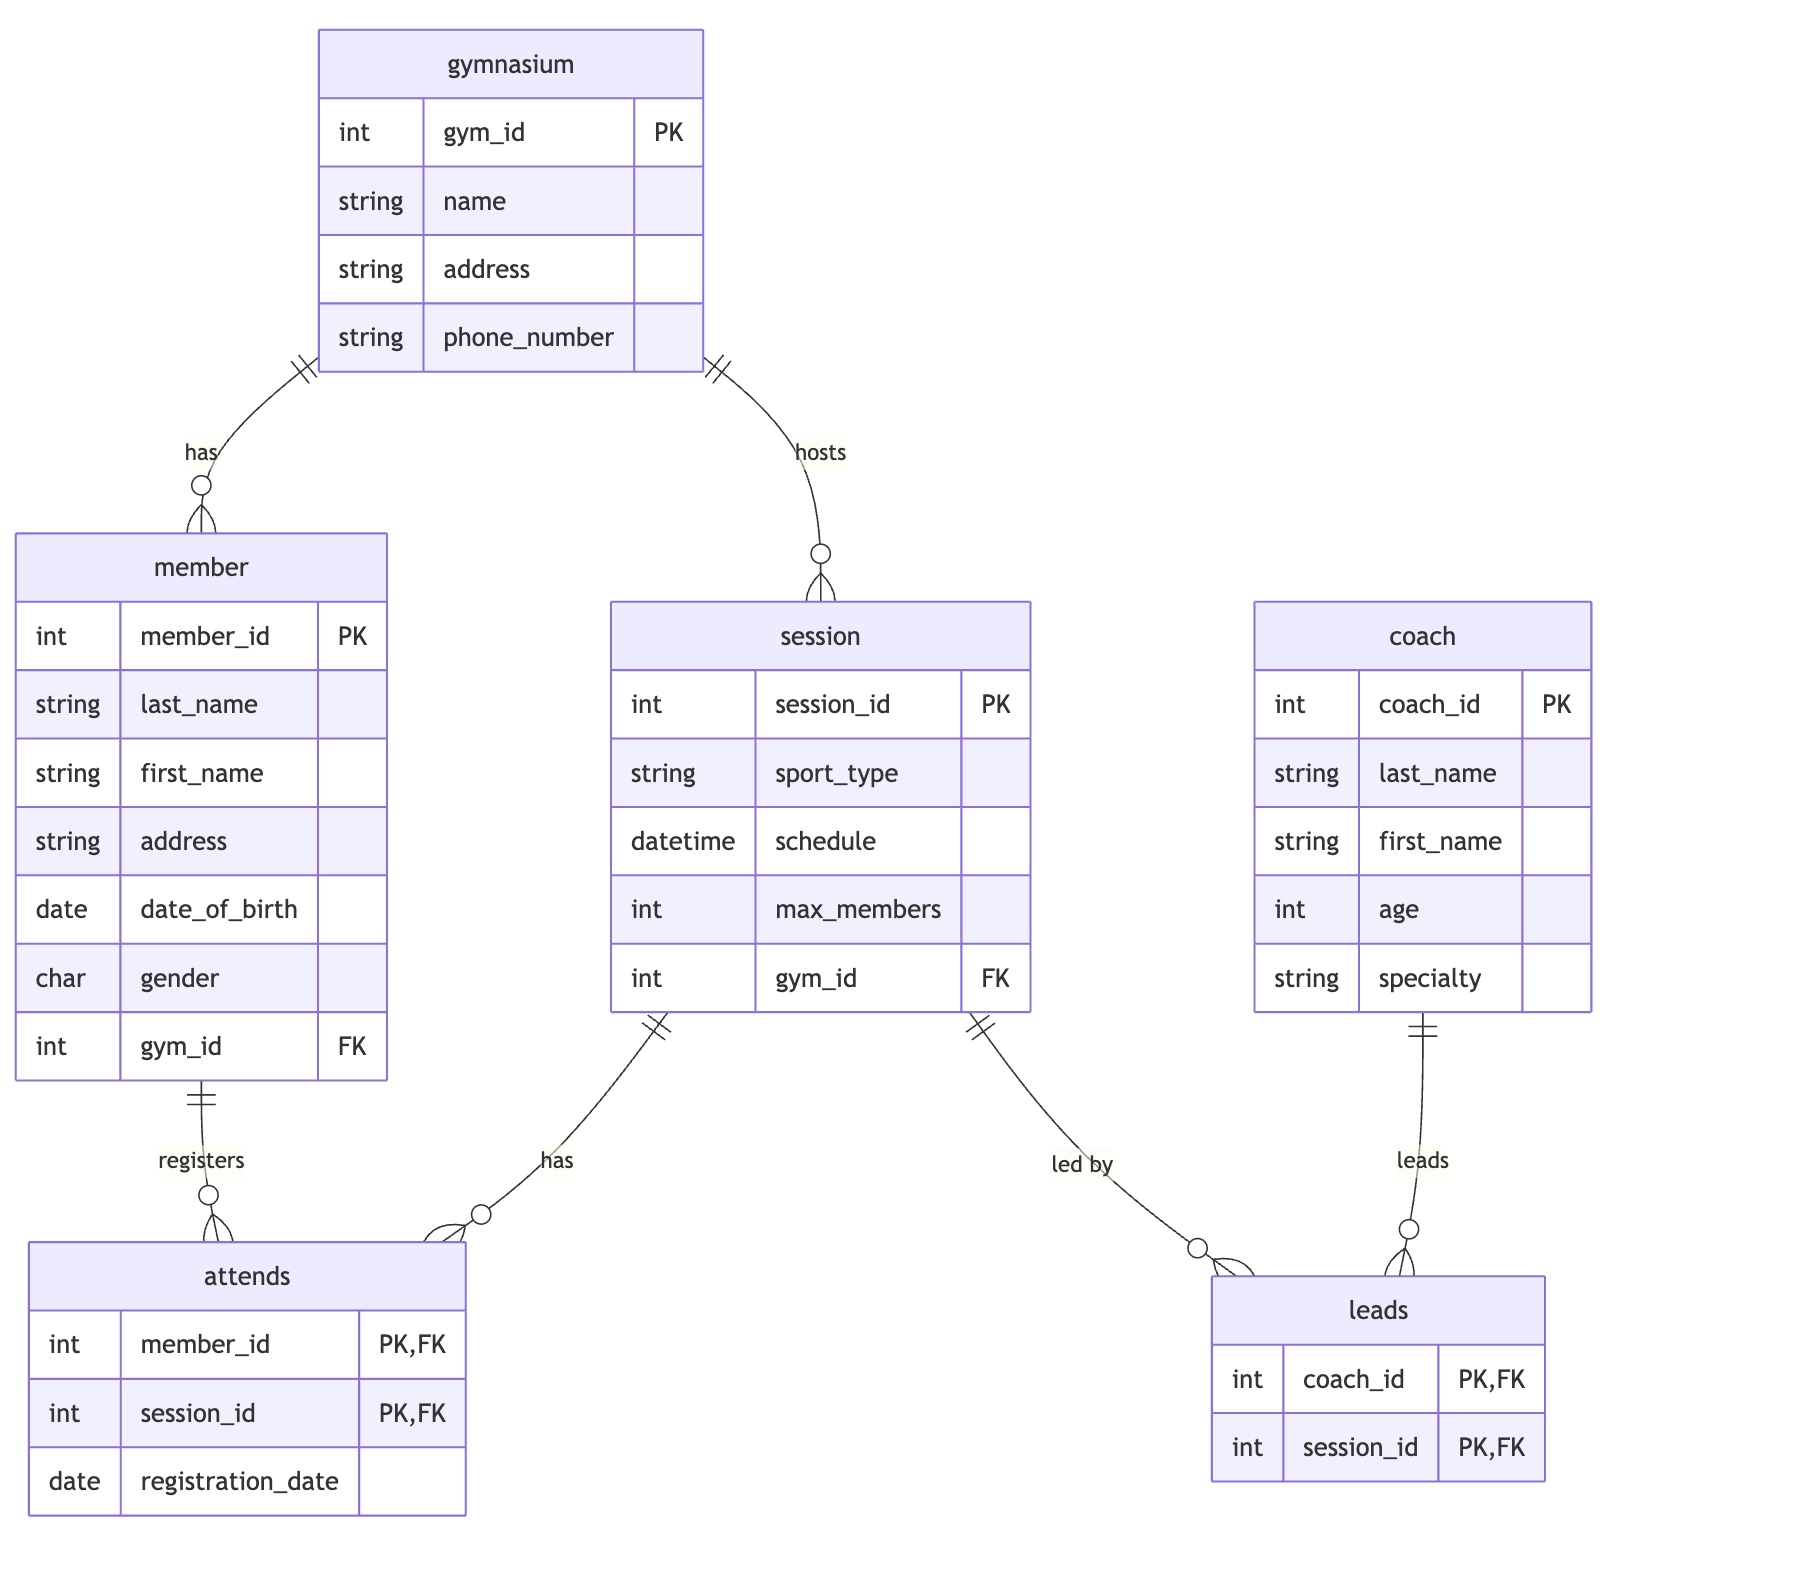 gymnasium
int gym_id PK
string name
string address
string phone_number
has
hosts
member
int member_id PK
string last_name
string first_name
string address
date date_of_birth
char gender
int gym_id FK
session
int session_id PK
string sport_type
datetime schedule
int max_members
int gym_id FK
coach
int coach_id PK
string last_name
string first_name
int age
string specialty
registers
has
led by
leads
attends
int member_id PK,FK
int session_id PK,FK
date registration_date
leads
int coach_id PK,FK
int session_id PK,FK